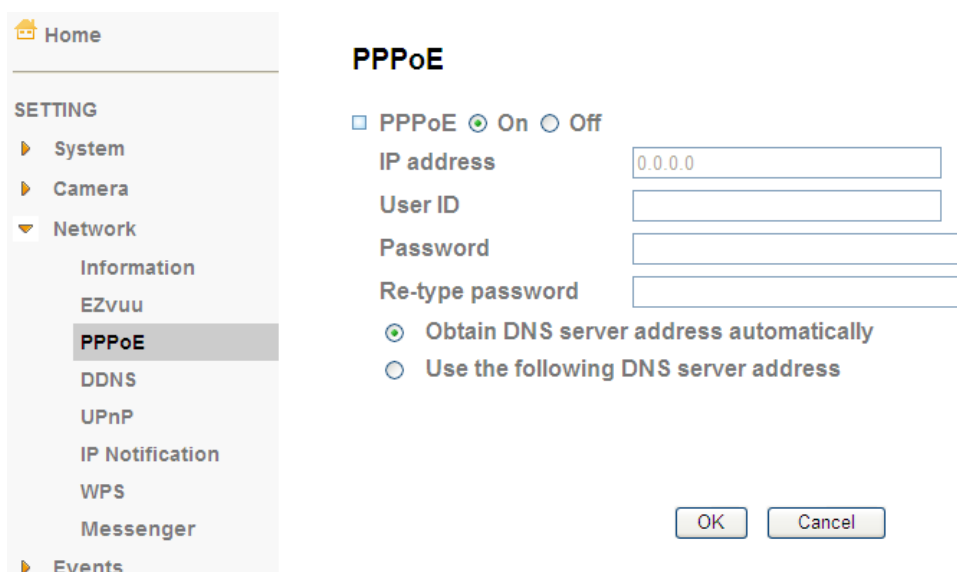 Home
SETTING
System
Camera
Network
Information
EZvuu
PPPoE
DDNS
UPnP
IP Notification
WPS
Messenger
Events
PPPoE
PPPoE On Off
IP address 0.0.0.0
User ID
Password
Re-type password
Obtain DNS server address automatically
Use the following DNS server address
OK Cancel